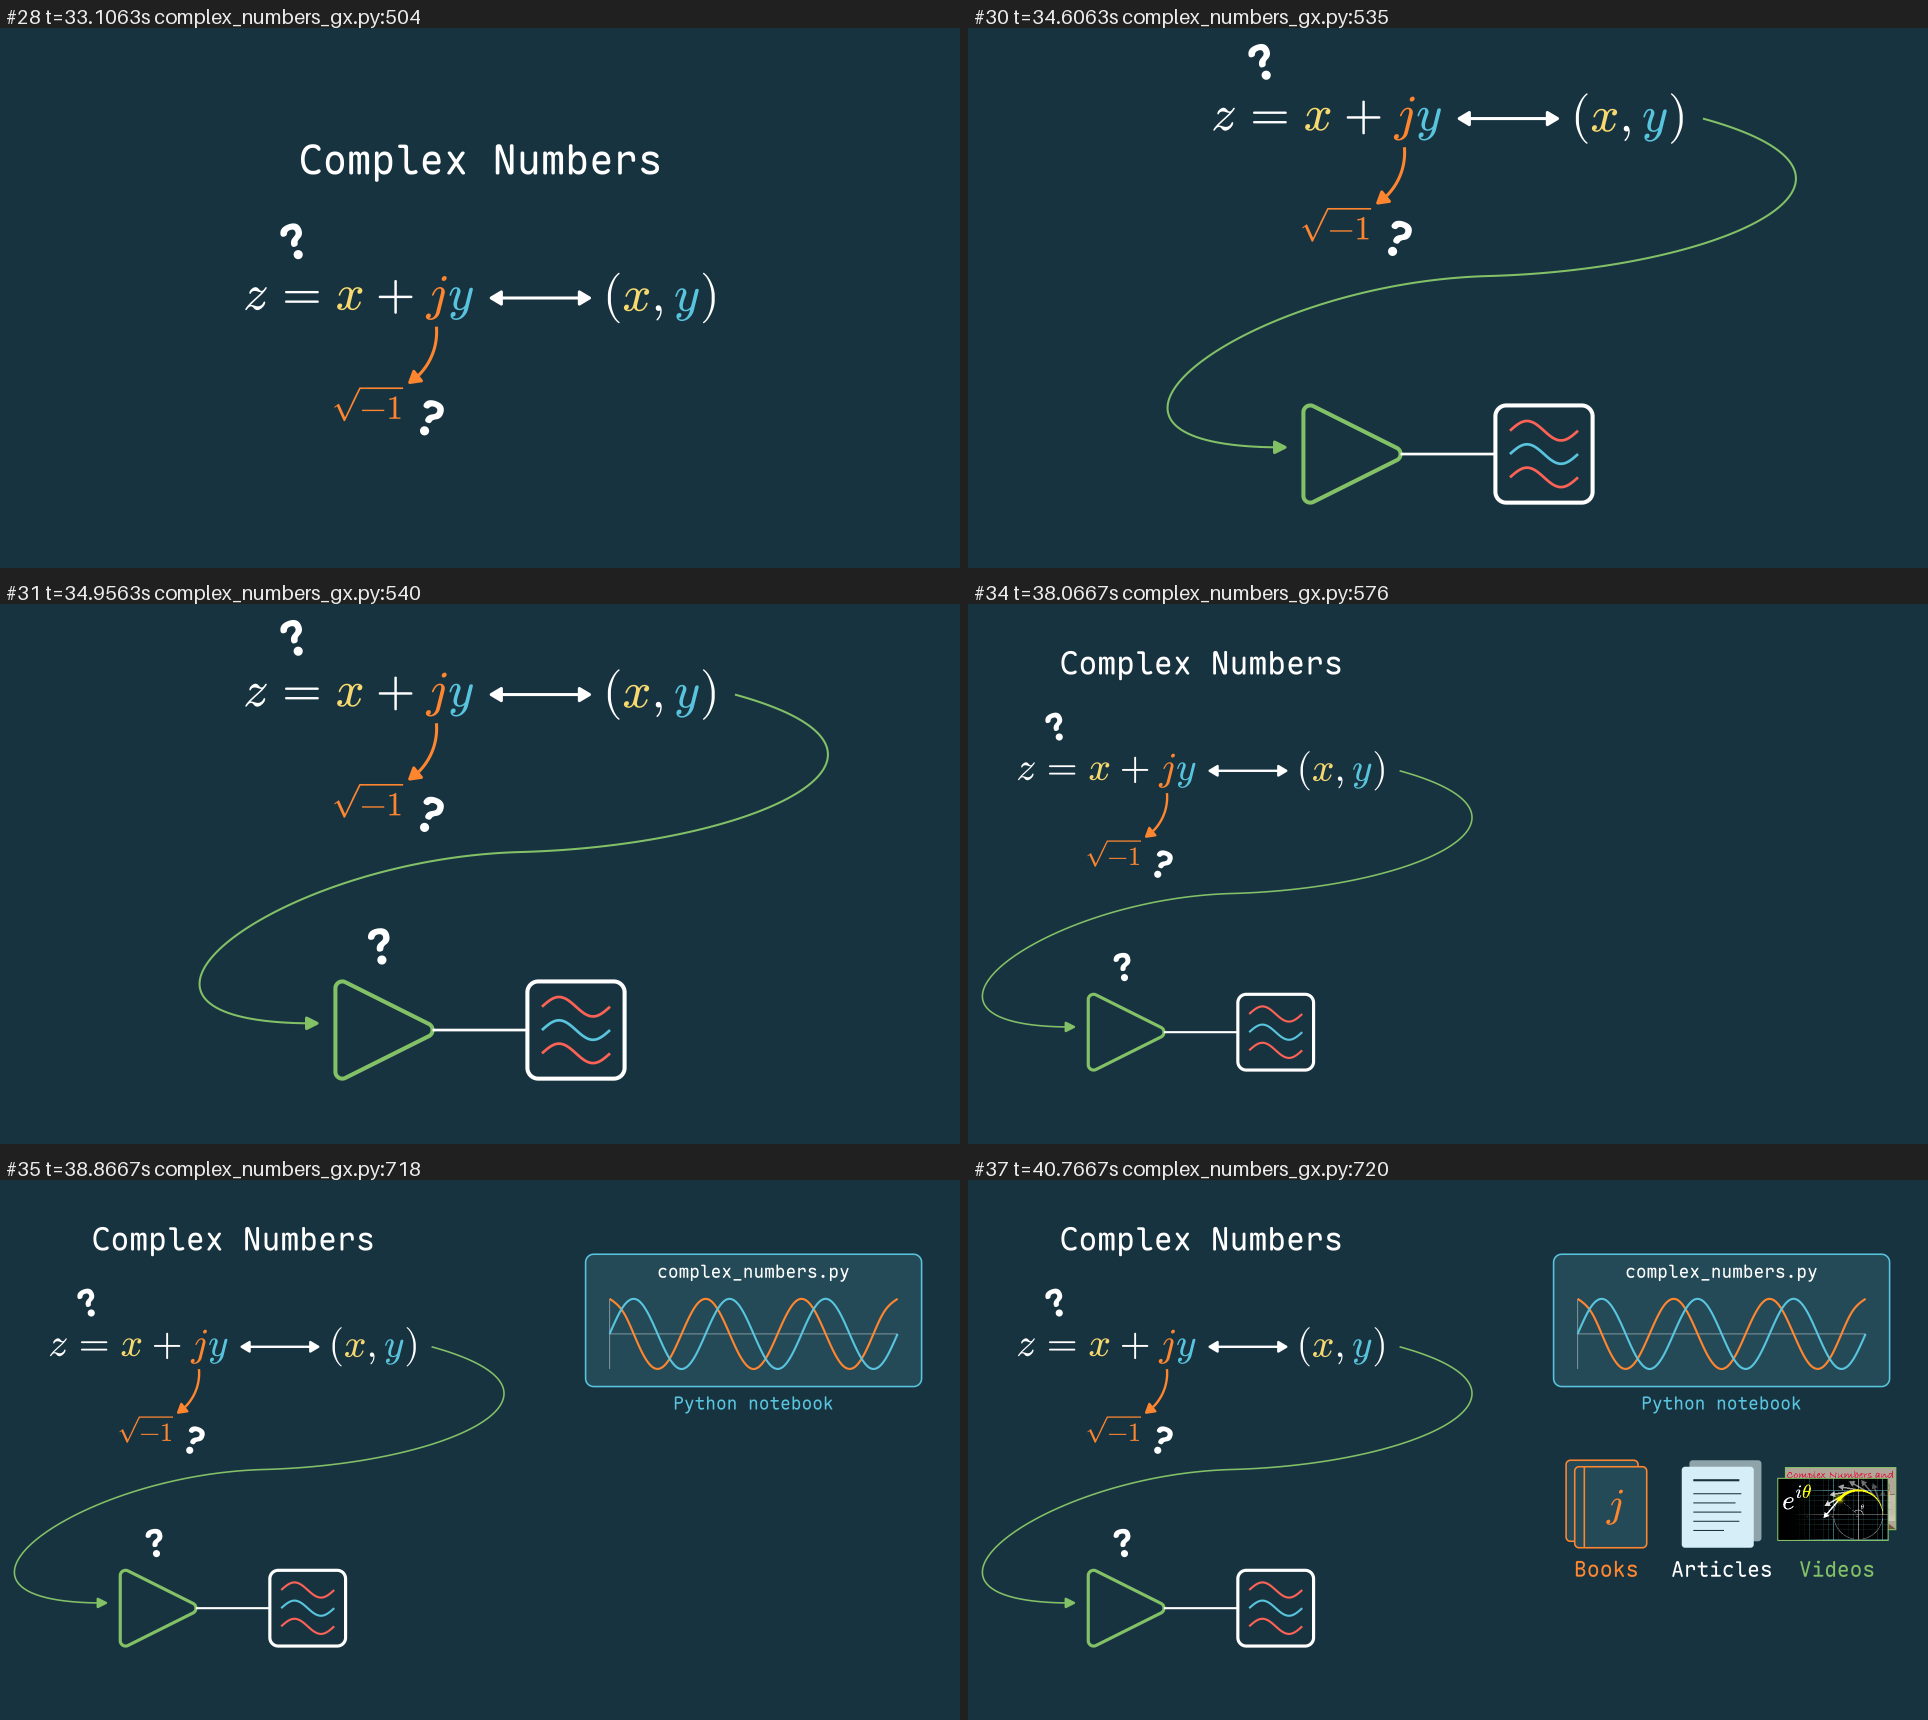 #28 t=33.1063s complex_numbers_gx.py:504
Complex Numbers
?
z = x + jy ⟷ (x, y)
√−1 ?
#30 t=34.6063s complex_numbers_gx.py:535
?
z = x + jy ⟷ (x, y)
√−1 ?
#31 t=34.9563s complex_numbers_gx.py:540
?
z = x + jy ⟷ (x, y)
√−1 ?
?
#34 t=38.0667s complex_numbers_gx.py:576
Complex Numbers
?
z = x + jy ⟷ (x, y)
√−1 ?
?
#35 t=38.8667s complex_numbers_gx.py:718
Complex Numbers
?
z = x + jy ⟷ (x, y)
√−1 ?
?
complex_numbers.py
Python notebook
#37 t=40.7667s complex_numbers_gx.py:720
Complex Numbers
?
z = x + jy ⟷ (x, y)
√−1 ?
?
complex_numbers.py
Python notebook
j
Books
Articles
Complex Numbers and
e^{iθ}
Videos